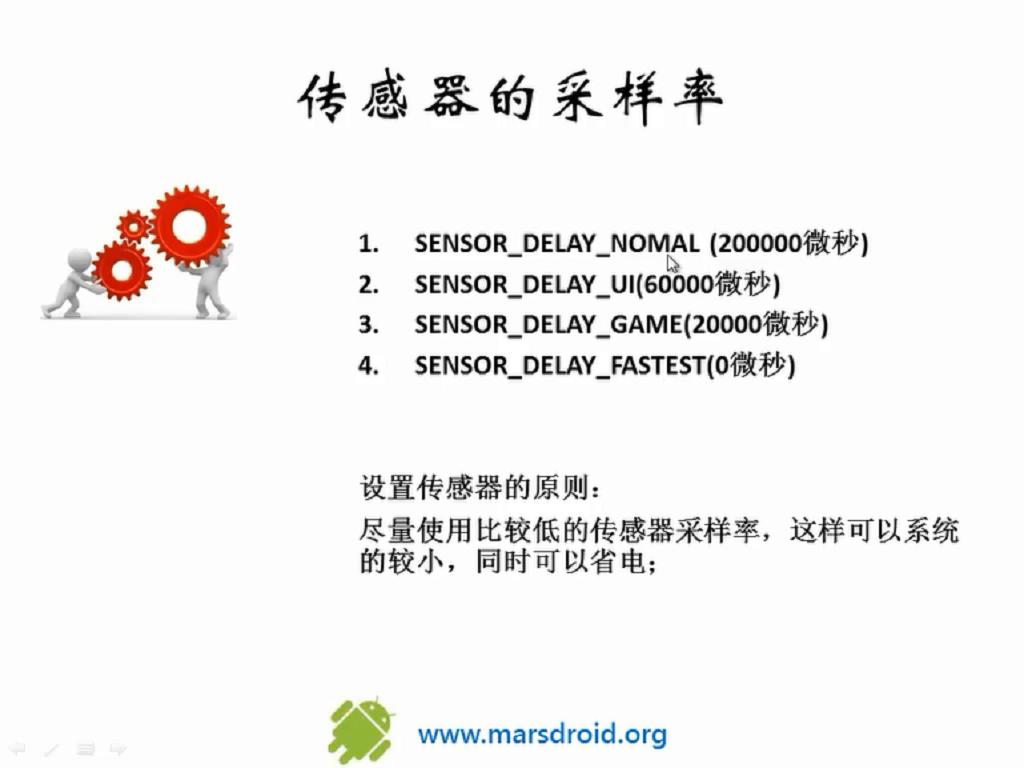 传感器的采样率
1. SENSOR_DELAY_NOMAL (200000微秒)
2. SENSOR_DELAY_UI(60000微秒)
3. SENSOR_DELAY_GAME(20000微秒)
4. SENSOR_DELAY_FASTEST(0微秒)
设置传感器的原则：
尽量使用比较低的传感器采样率，这样可以系统
的较小，同时可以省电；
www.marsdroid.org